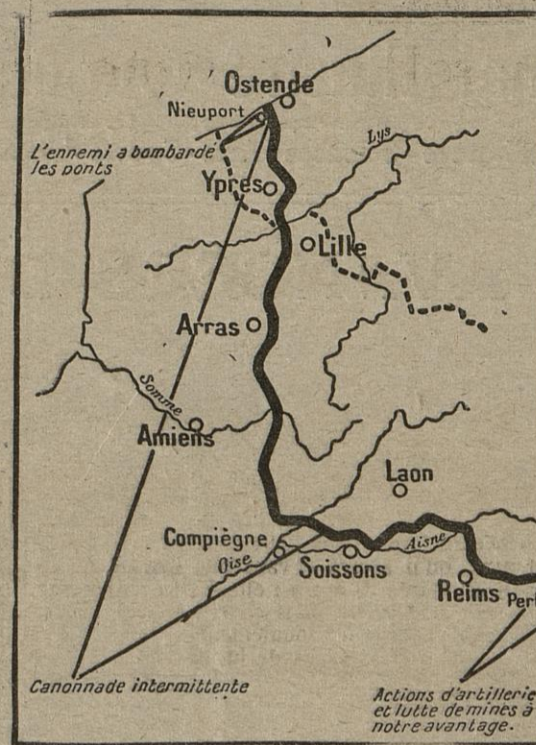 Ostende
Nieuport
Lys
L'ennemi a bombardé
les ponts
Ypres
Lille
Arras
Somme
Amiens
Laon
Compiègne
Aisne
Oise
Soissons
Reims
Canonnade intermittente
Actions d'artillerie
et lutte de mines à
notre avantage.